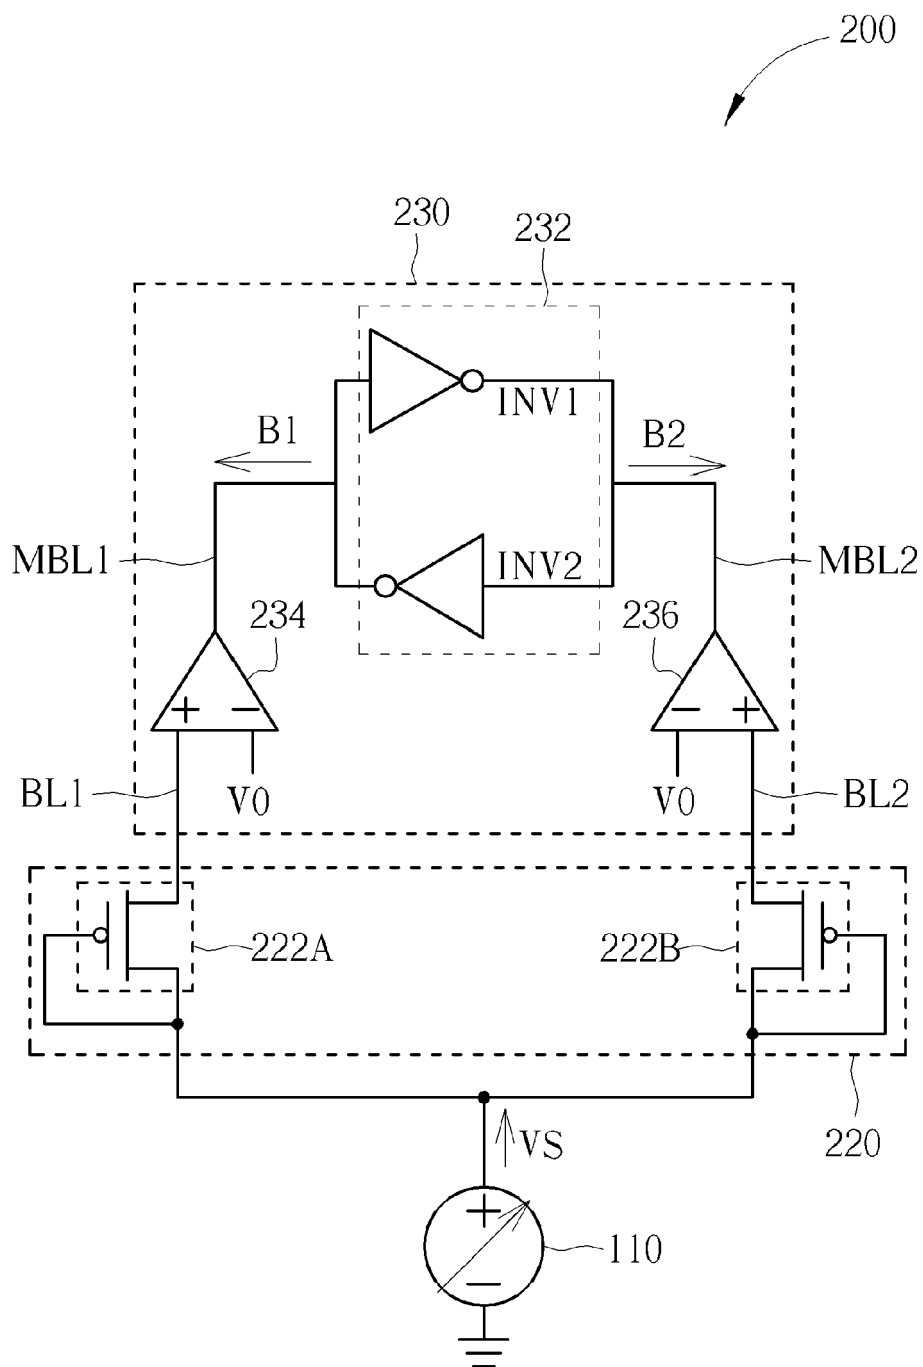 200
230
232
INV1
B1
B2
MBL1
INV2
MBL2
234
236
+ −
− +
BL1
V0
V0
BL2
222A
222B
220
VS
+
110
−